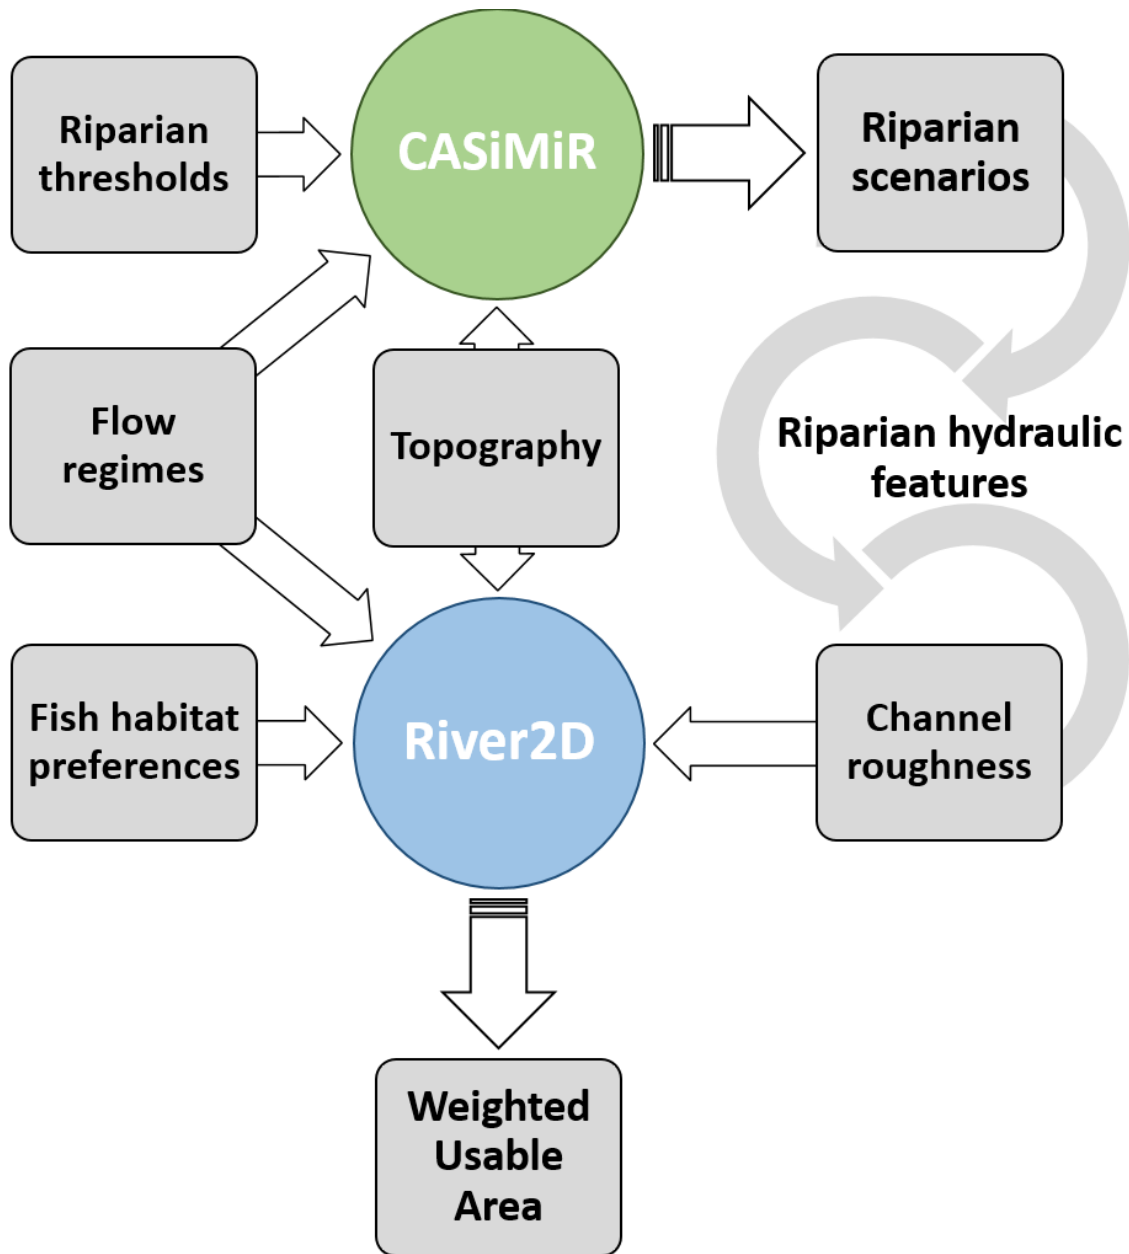 Riparian
thresholds
CASiMiR
Riparian
scenarios
Flow
regimes
Topography
Riparian hydraulic
features
Fish habitat
preferences
River2D
Channel
roughness
Weighted
Usable
Area